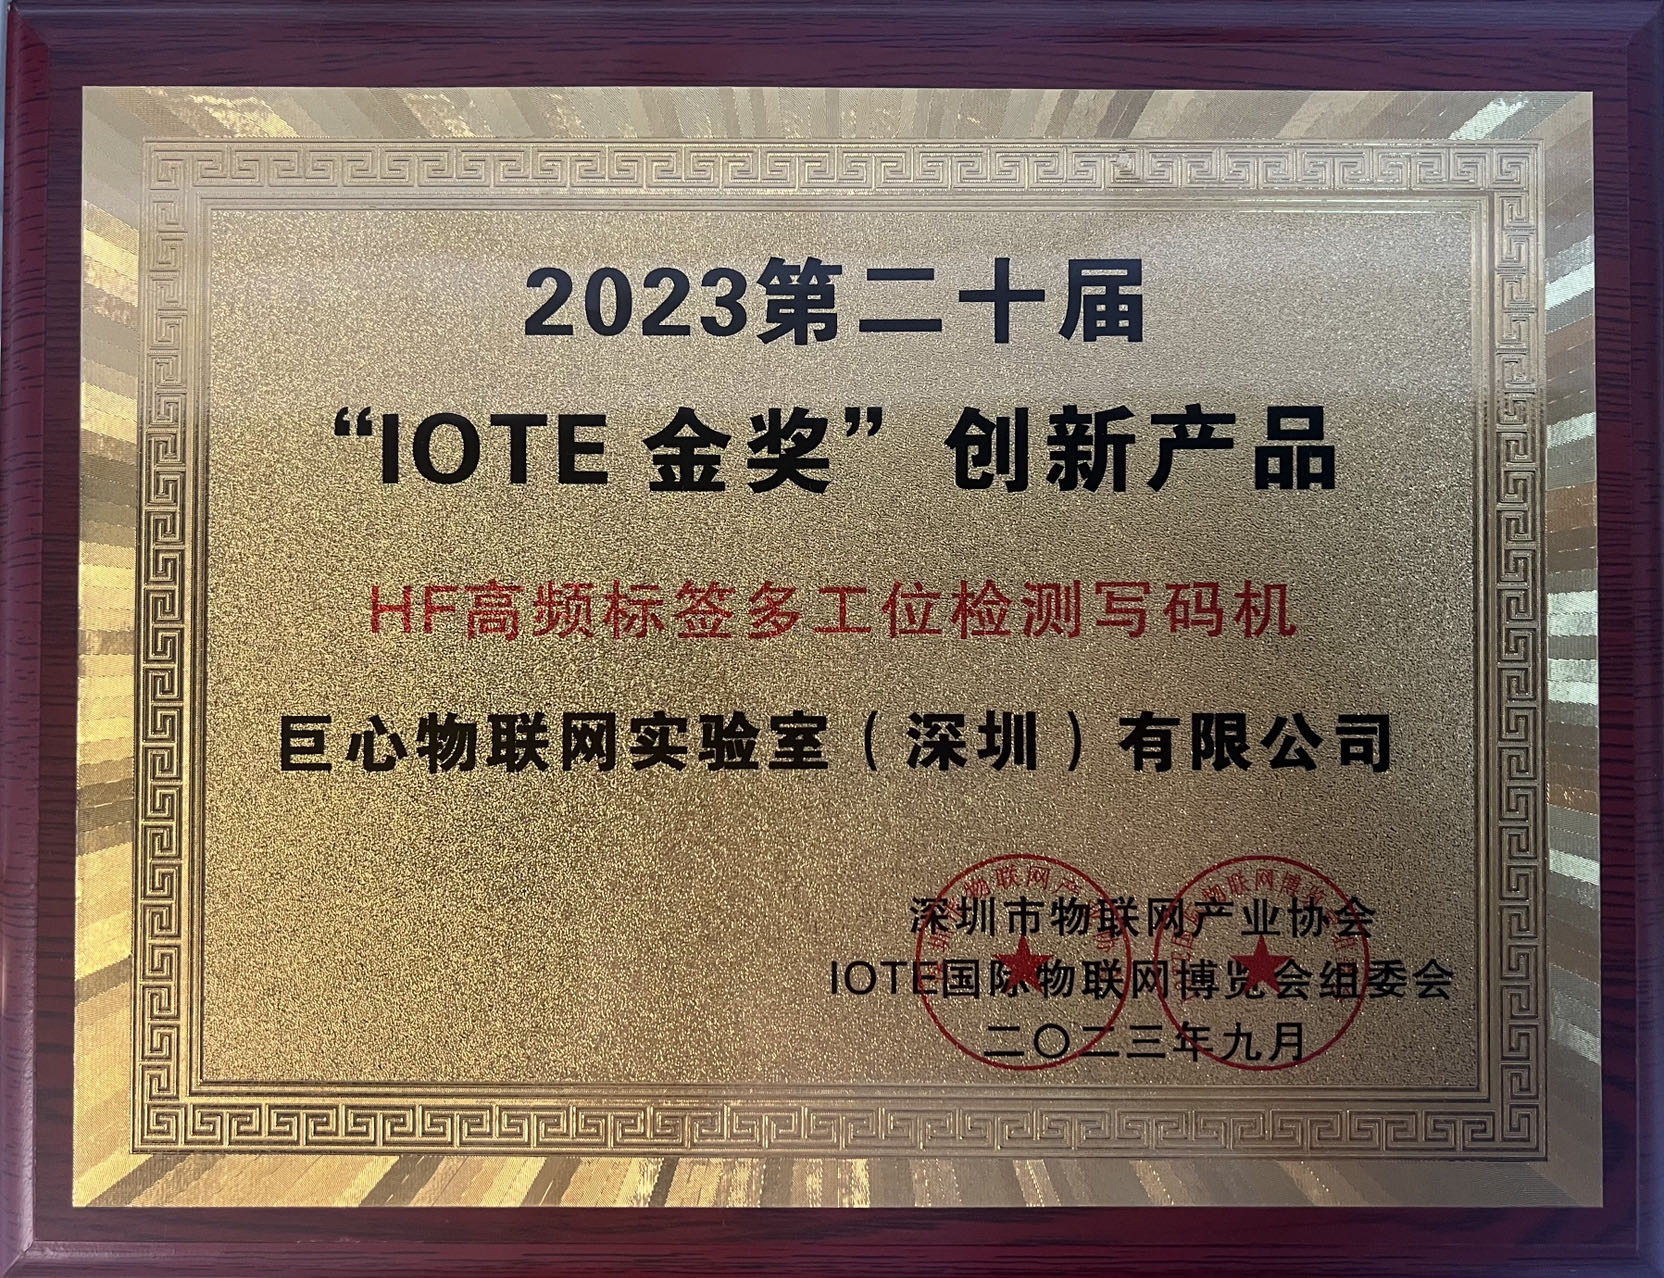 2023第二十届
“IOTE 金奖” 创新产品
HF高频标签多工位检测写码机
巨心物联网实验室（深圳）有限公司
深圳市物联网产业协会
IOTE国际物联网博览会组委会
二〇二三年九月